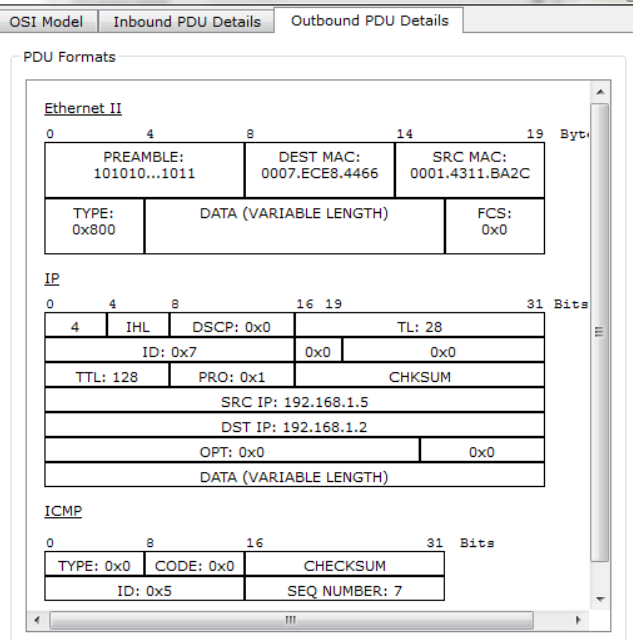 OSI Model Inbound PDU Details Outbound PDU Details
PDU Formats
Ethernet II
0 4 8 14 19 Byte
PREAMBLE: DEST MAC: SRC MAC:
101010...1011 0007.ECE8.4466 0001.4311.BA2C
TYPE: DATA (VARIABLE LENGTH) FCS:
0x800 0x0
IP
0 4 8 16 19 31 Bits
4 IHL DSCP: 0x0 TL: 28
ID: 0x7 0x0 0x0
TTL: 128 PRO: 0x1 CHKSUM
SRC IP: 192.168.1.5
DST IP: 192.168.1.2
OPT: 0x0 0x0
DATA (VARIABLE LENGTH)
ICMP
0 8 16 31 Bits
TYPE: 0x0 CODE: 0x0 CHECKSUM
ID: 0x5 SEQ NUMBER: 7